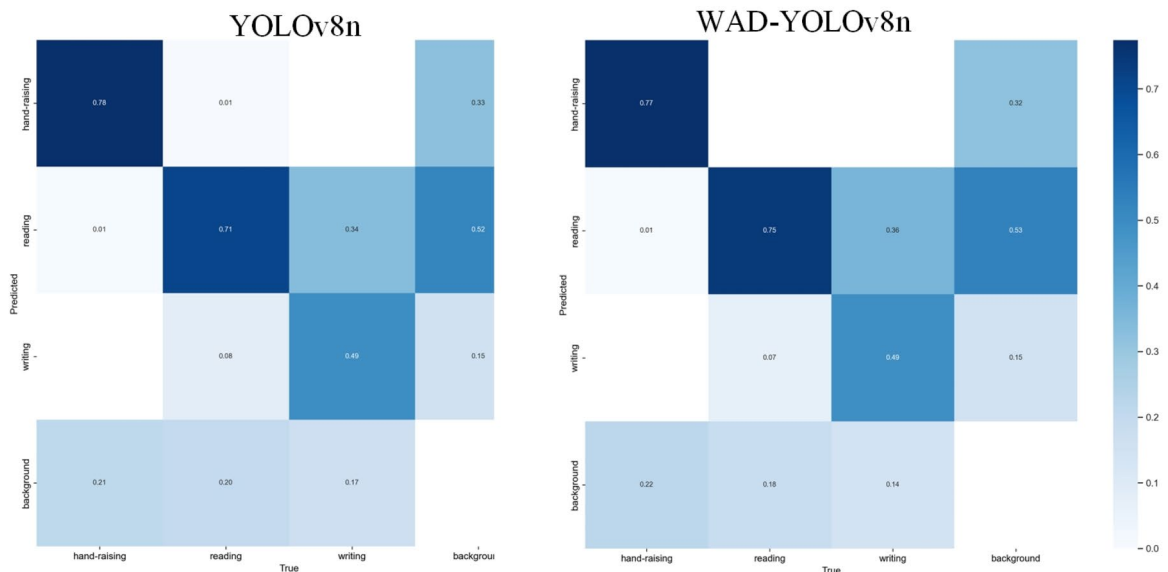 YOLOv8n
WAD-YOLOv8n
hand-raising
0.78
0.01
0.33
reading
0.01
0.71
0.34
0.52
writing
0.08
0.49
0.15
background
0.21
0.20
0.17
Predicted
hand-raising
reading
writing
backgroun
True
hand-raising
0.77
0.32
reading
0.01
0.75
0.36
0.53
writing
0.07
0.49
0.15
background
0.22
0.18
0.14
Predicted
hand-raising
reading
writing
background
True
0.7
0.6
0.5
0.4
0.3
0.2
0.1
0.0